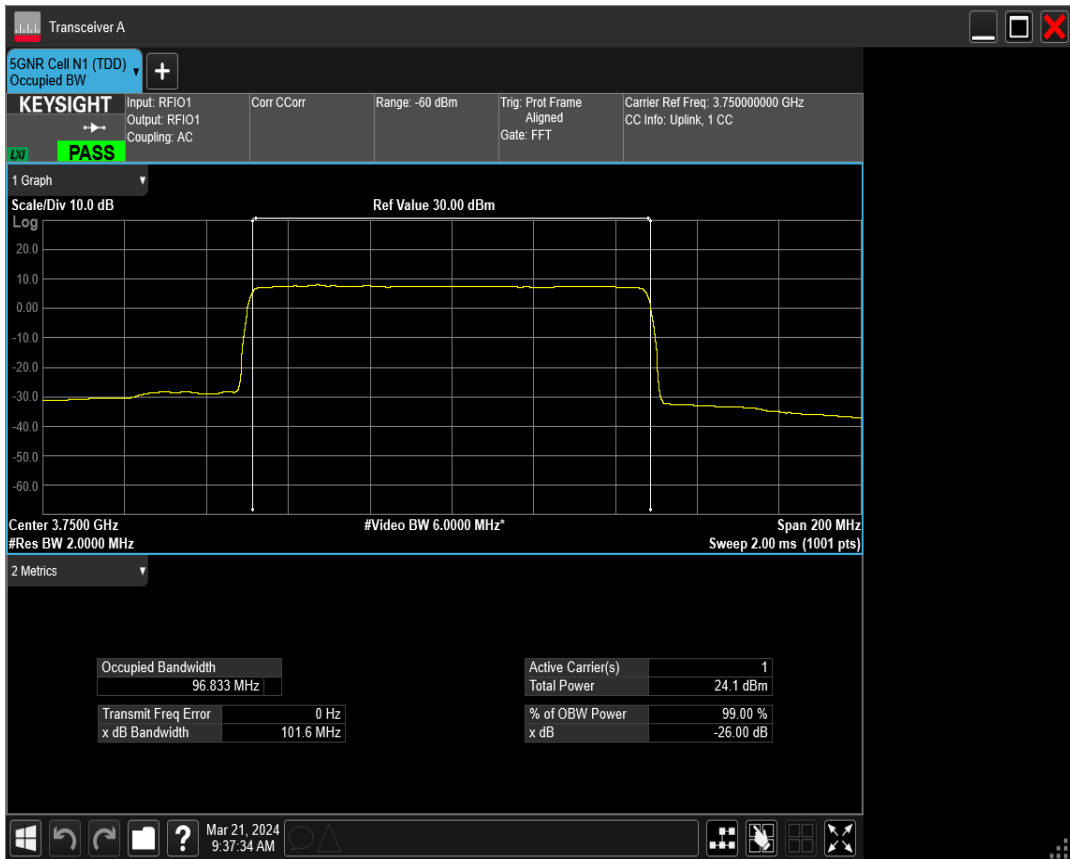 Transceiver A
5GNR Cell N1 (TDD)
Occupied BW
+
KEYSIGHT
LXI
PASS
Input: RFIO1
Output: RFIO1
Coupling: AC
Corr CCorr
Range: -60 dBm
Trig: Prot Frame
Aligned
Gate: FFT
Carrier Ref Freq: 3.750000000 GHz
CC Info: Uplink, 1 CC
1 Graph
Scale/Div 10.0 dB
Ref Value 30.00 dBm
Log
20.0
10.0
0.00
-10.0
-20.0
-30.0
-40.0
-50.0
-60.0
Center 3.7500 GHz
#Video BW 6.0000 MHz*
Span 200 MHz
#Res BW 2.0000 MHz
Sweep 2.00 ms (1001 pts)
2 Metrics
Occupied Bandwidth
96.833 MHz
Transmit Freq Error 0 Hz
x dB Bandwidth 101.6 MHz
Active Carrier(s) 1
Total Power 24.1 dBm
% of OBW Power 99.00 %
x dB -26.00 dB
?
Mar 21, 2024
9:37:34 AM